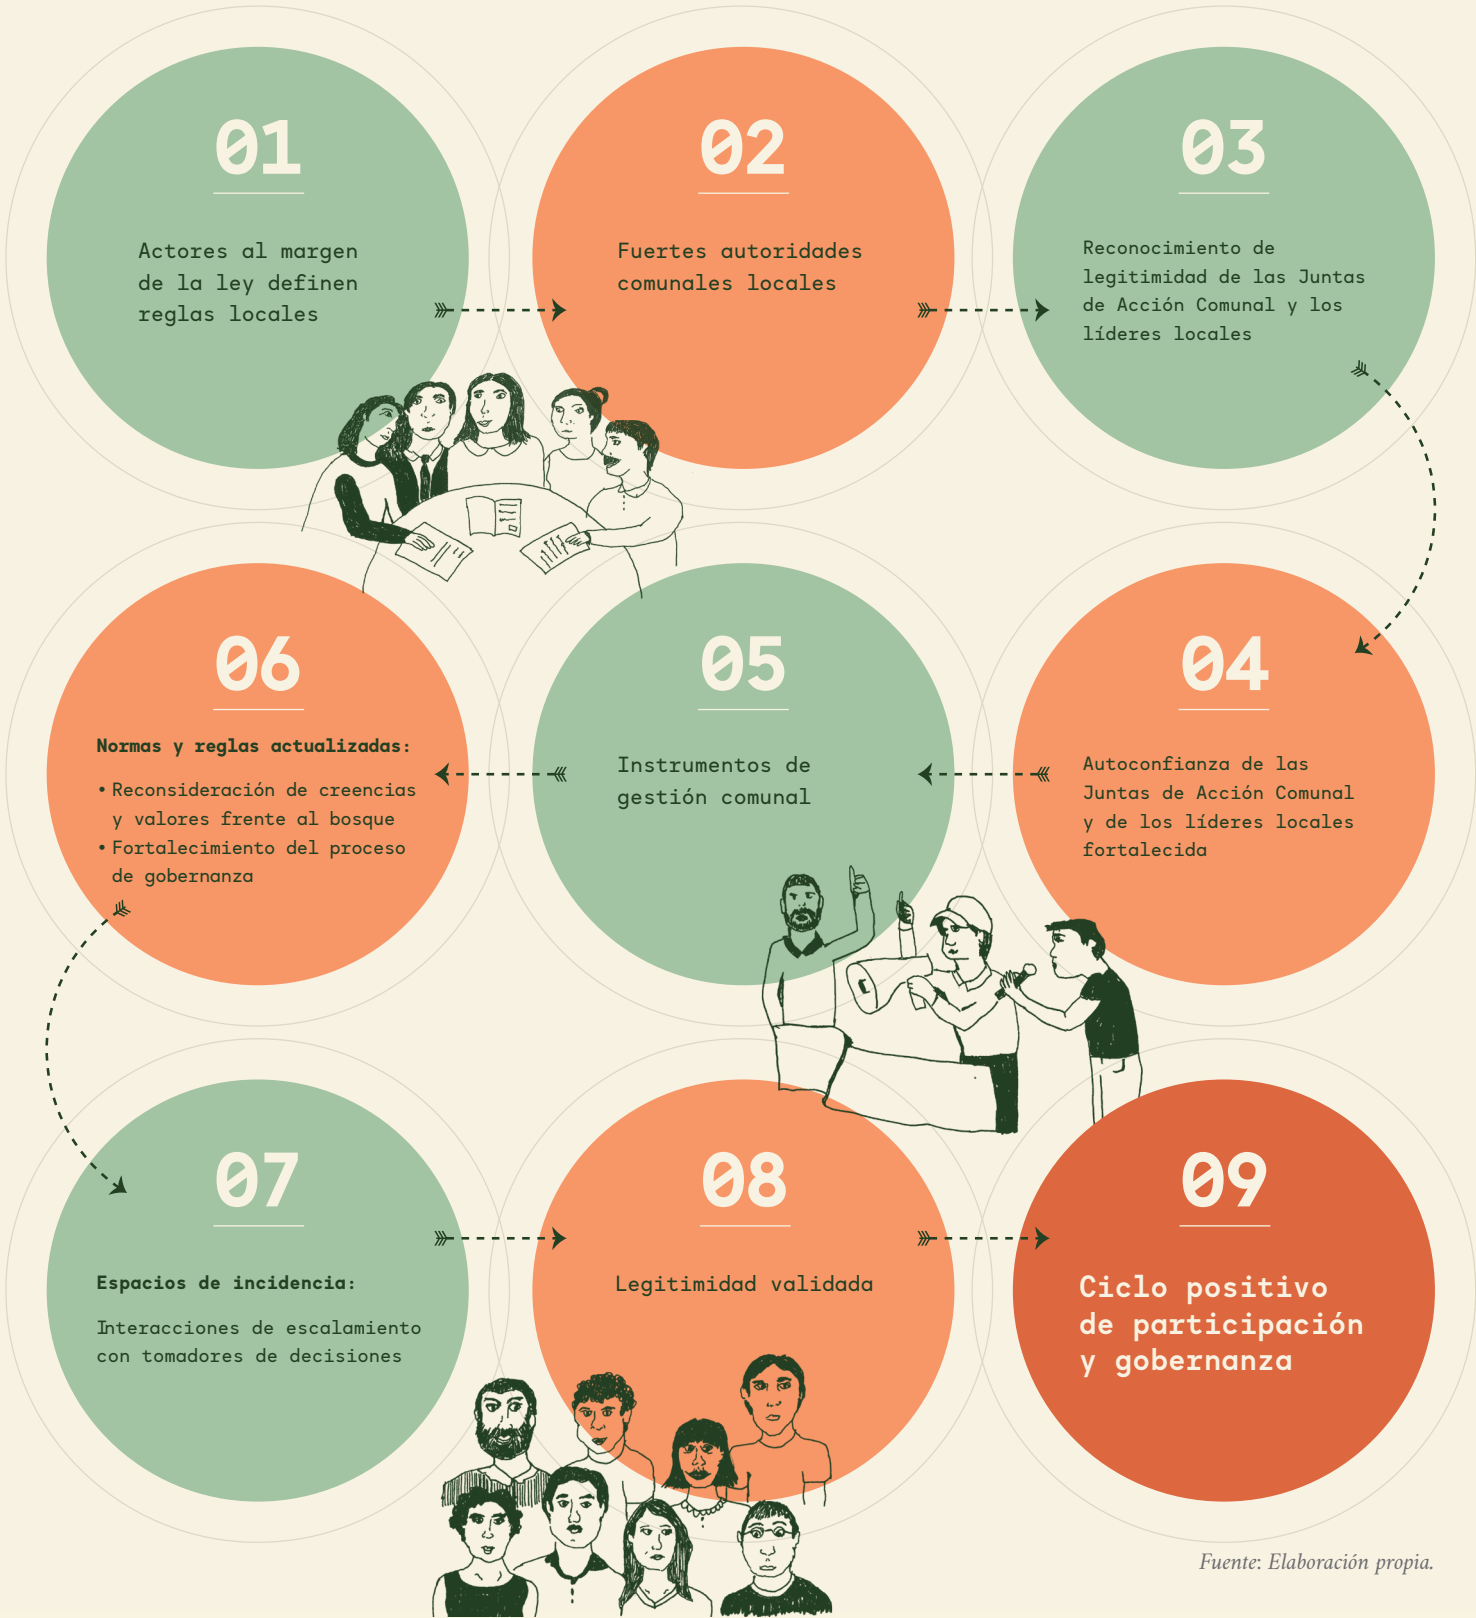 01
Actores al margen
de la ley definen
reglas locales
02
Fuertes autoridades
comunales locales
03
Reconocimiento de
legitimidad de las Juntas
de Acción Comunal y los
líderes locales
04
Autoconfianza de las
Juntas de Acción Comunal
y de los líderes locales
fortalecida
05
Instrumentos de
gestión comunal
06
Normas y reglas actualizadas:
• Reconsideración de creencias
y valores frente al bosque
• Fortalecimiento del proceso
de gobernanza
07
Espacios de incidencia:
Interacciones de escalamiento
con tomadores de decisiones
08
Legitimidad validada
09
Ciclo positivo
de participación
y gobernanza
Fuente: Elaboración propia.